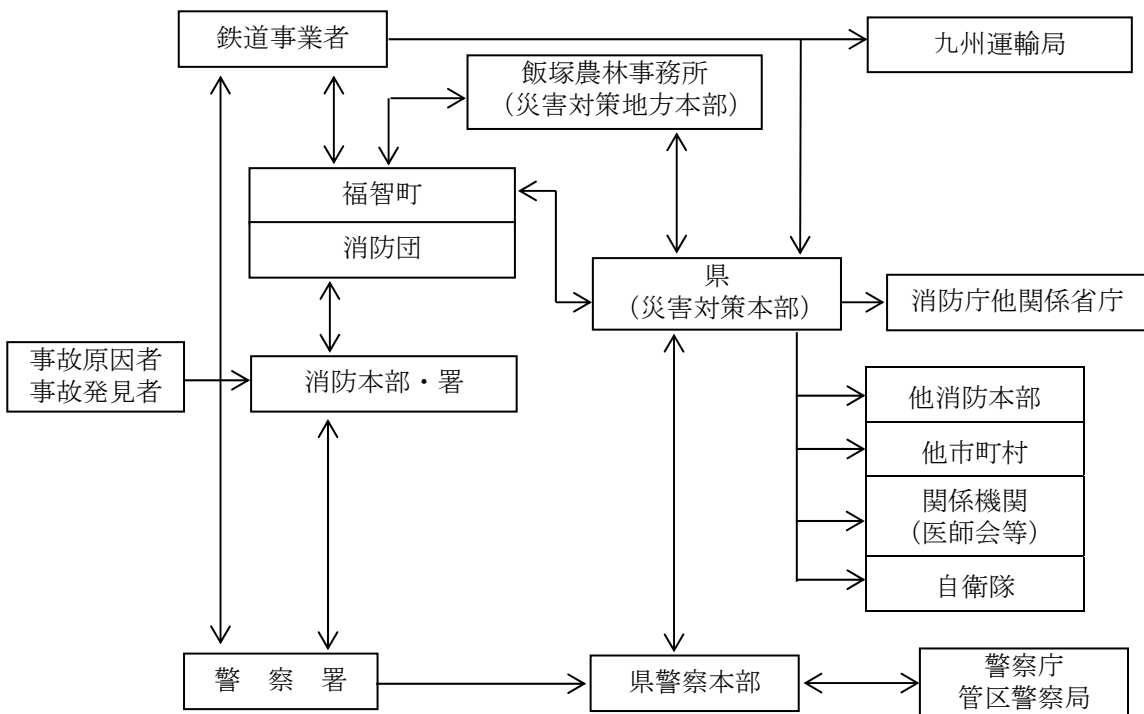 鉄道事業者
九州運輸局
飯塚農林事務所
（災害対策地方本部）
福智町
消防団
県
（災害対策本部）
消防庁他関係省庁
事故原因者
事故発見者
消防本部・署
他消防本部
他市町村
関係機関
（医師会等）
自衛隊
警　察　署
県警察本部
警察庁
管区警察局